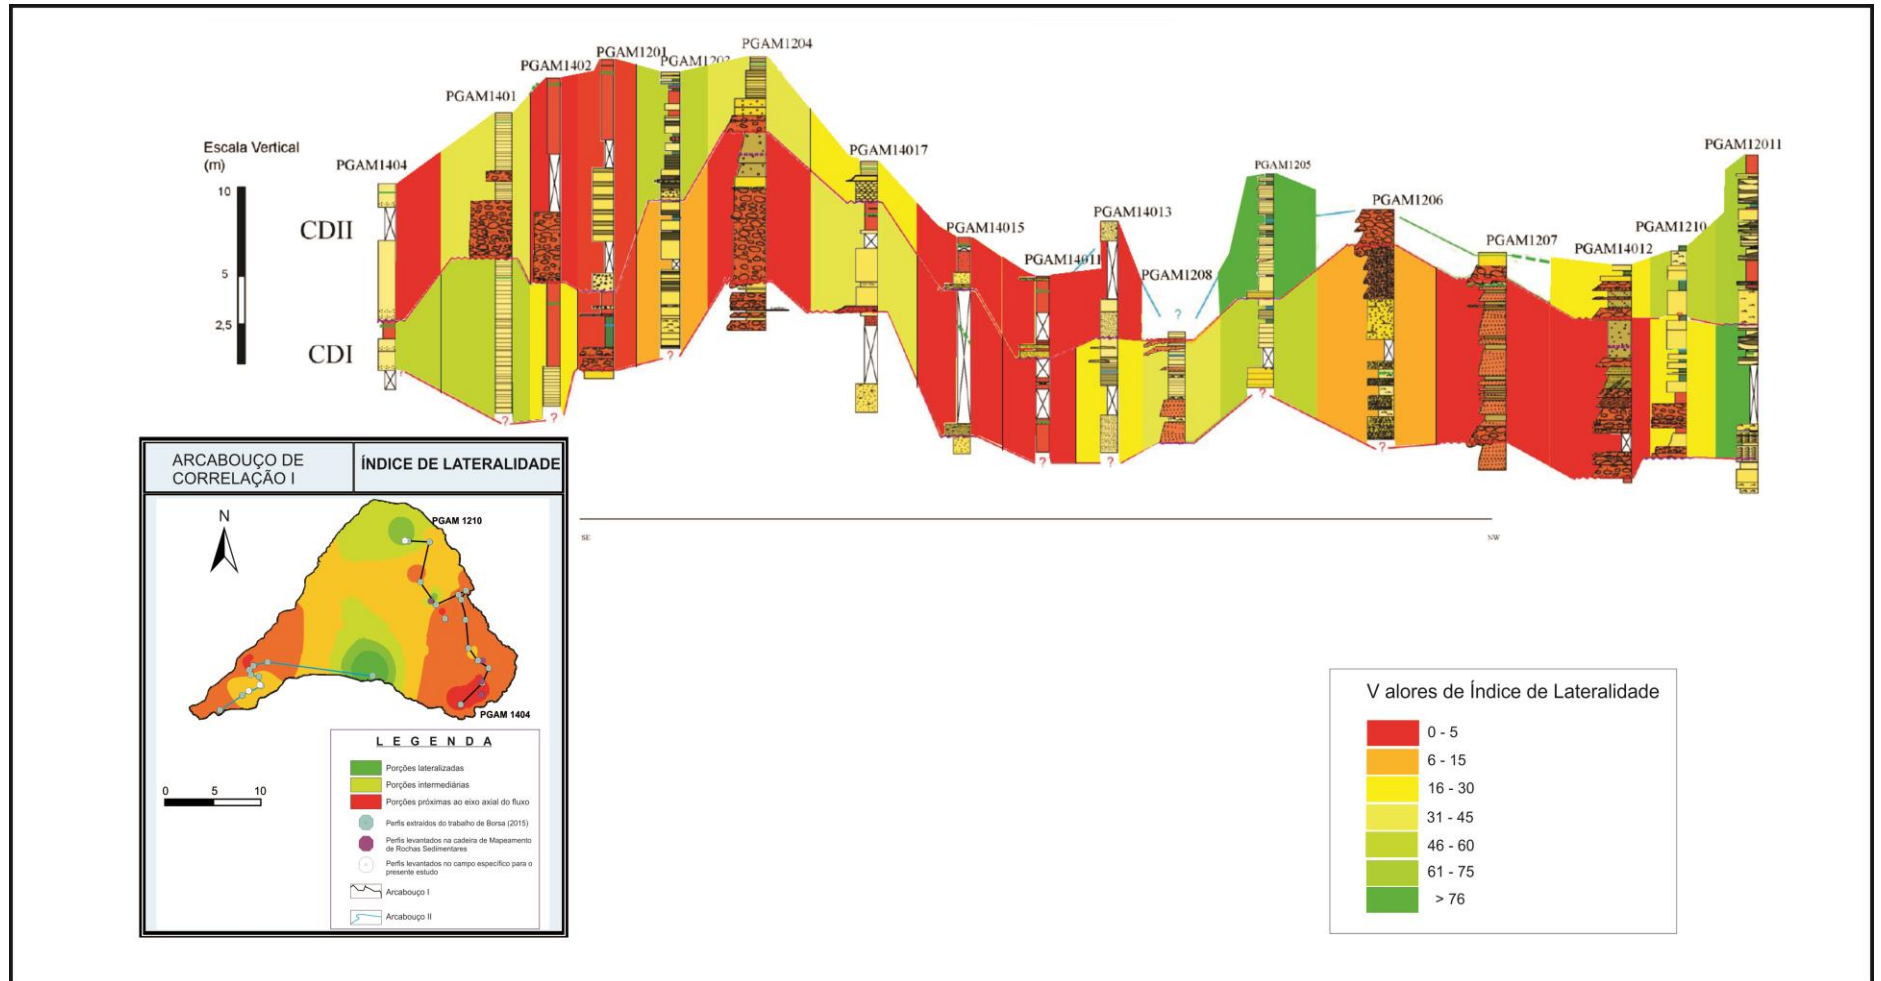 PGAM1204
PGAM1201
PGAM1203
PGAM1402
PGAM1401
Escala Vertical
(m)
PGAM1404
PGAM14017
PGAM1205
PGAM12011
10
CDII
PGAM14013
PGAM1206
PGAM14015
PGAM1210
PGAM1207
PGAM14012
PGAM14011
PGAM1208
5
2,5
CDI
?
?
?
?
?
?
?
?
?
?
ARCABOUÇO DE
CORRELAÇÃO I
ÍNDICE DE LATERALIDADE
N
PGAM 1210
PGAM 1404
SE
NW
L E G E N D A
Porções lateralizadas
Porções intermediárias
Porções próximas ao eixo axial do fluxo
Perfis extraídos do trabalho de Borsa (2015)
Perfis levantados na cadeira de Mapeamento
de Rochas Sedimentares
Perfis levantados no campo específico para o
presente estudo
Arcabouço I
Arcabouço II
0 5 10
V alores de Índice de Lateralidade
0 - 5
6 - 15
16 - 30
31 - 45
46 - 60
61 - 75
> 76